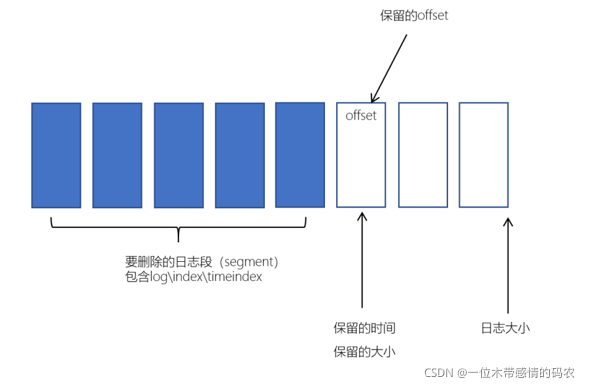 保留的offset
offset
要删除的日志段（segment）
包含log\index\timeindex
保留的时间
保留的大小
日志大小
CSDN @一位木带感情的码农